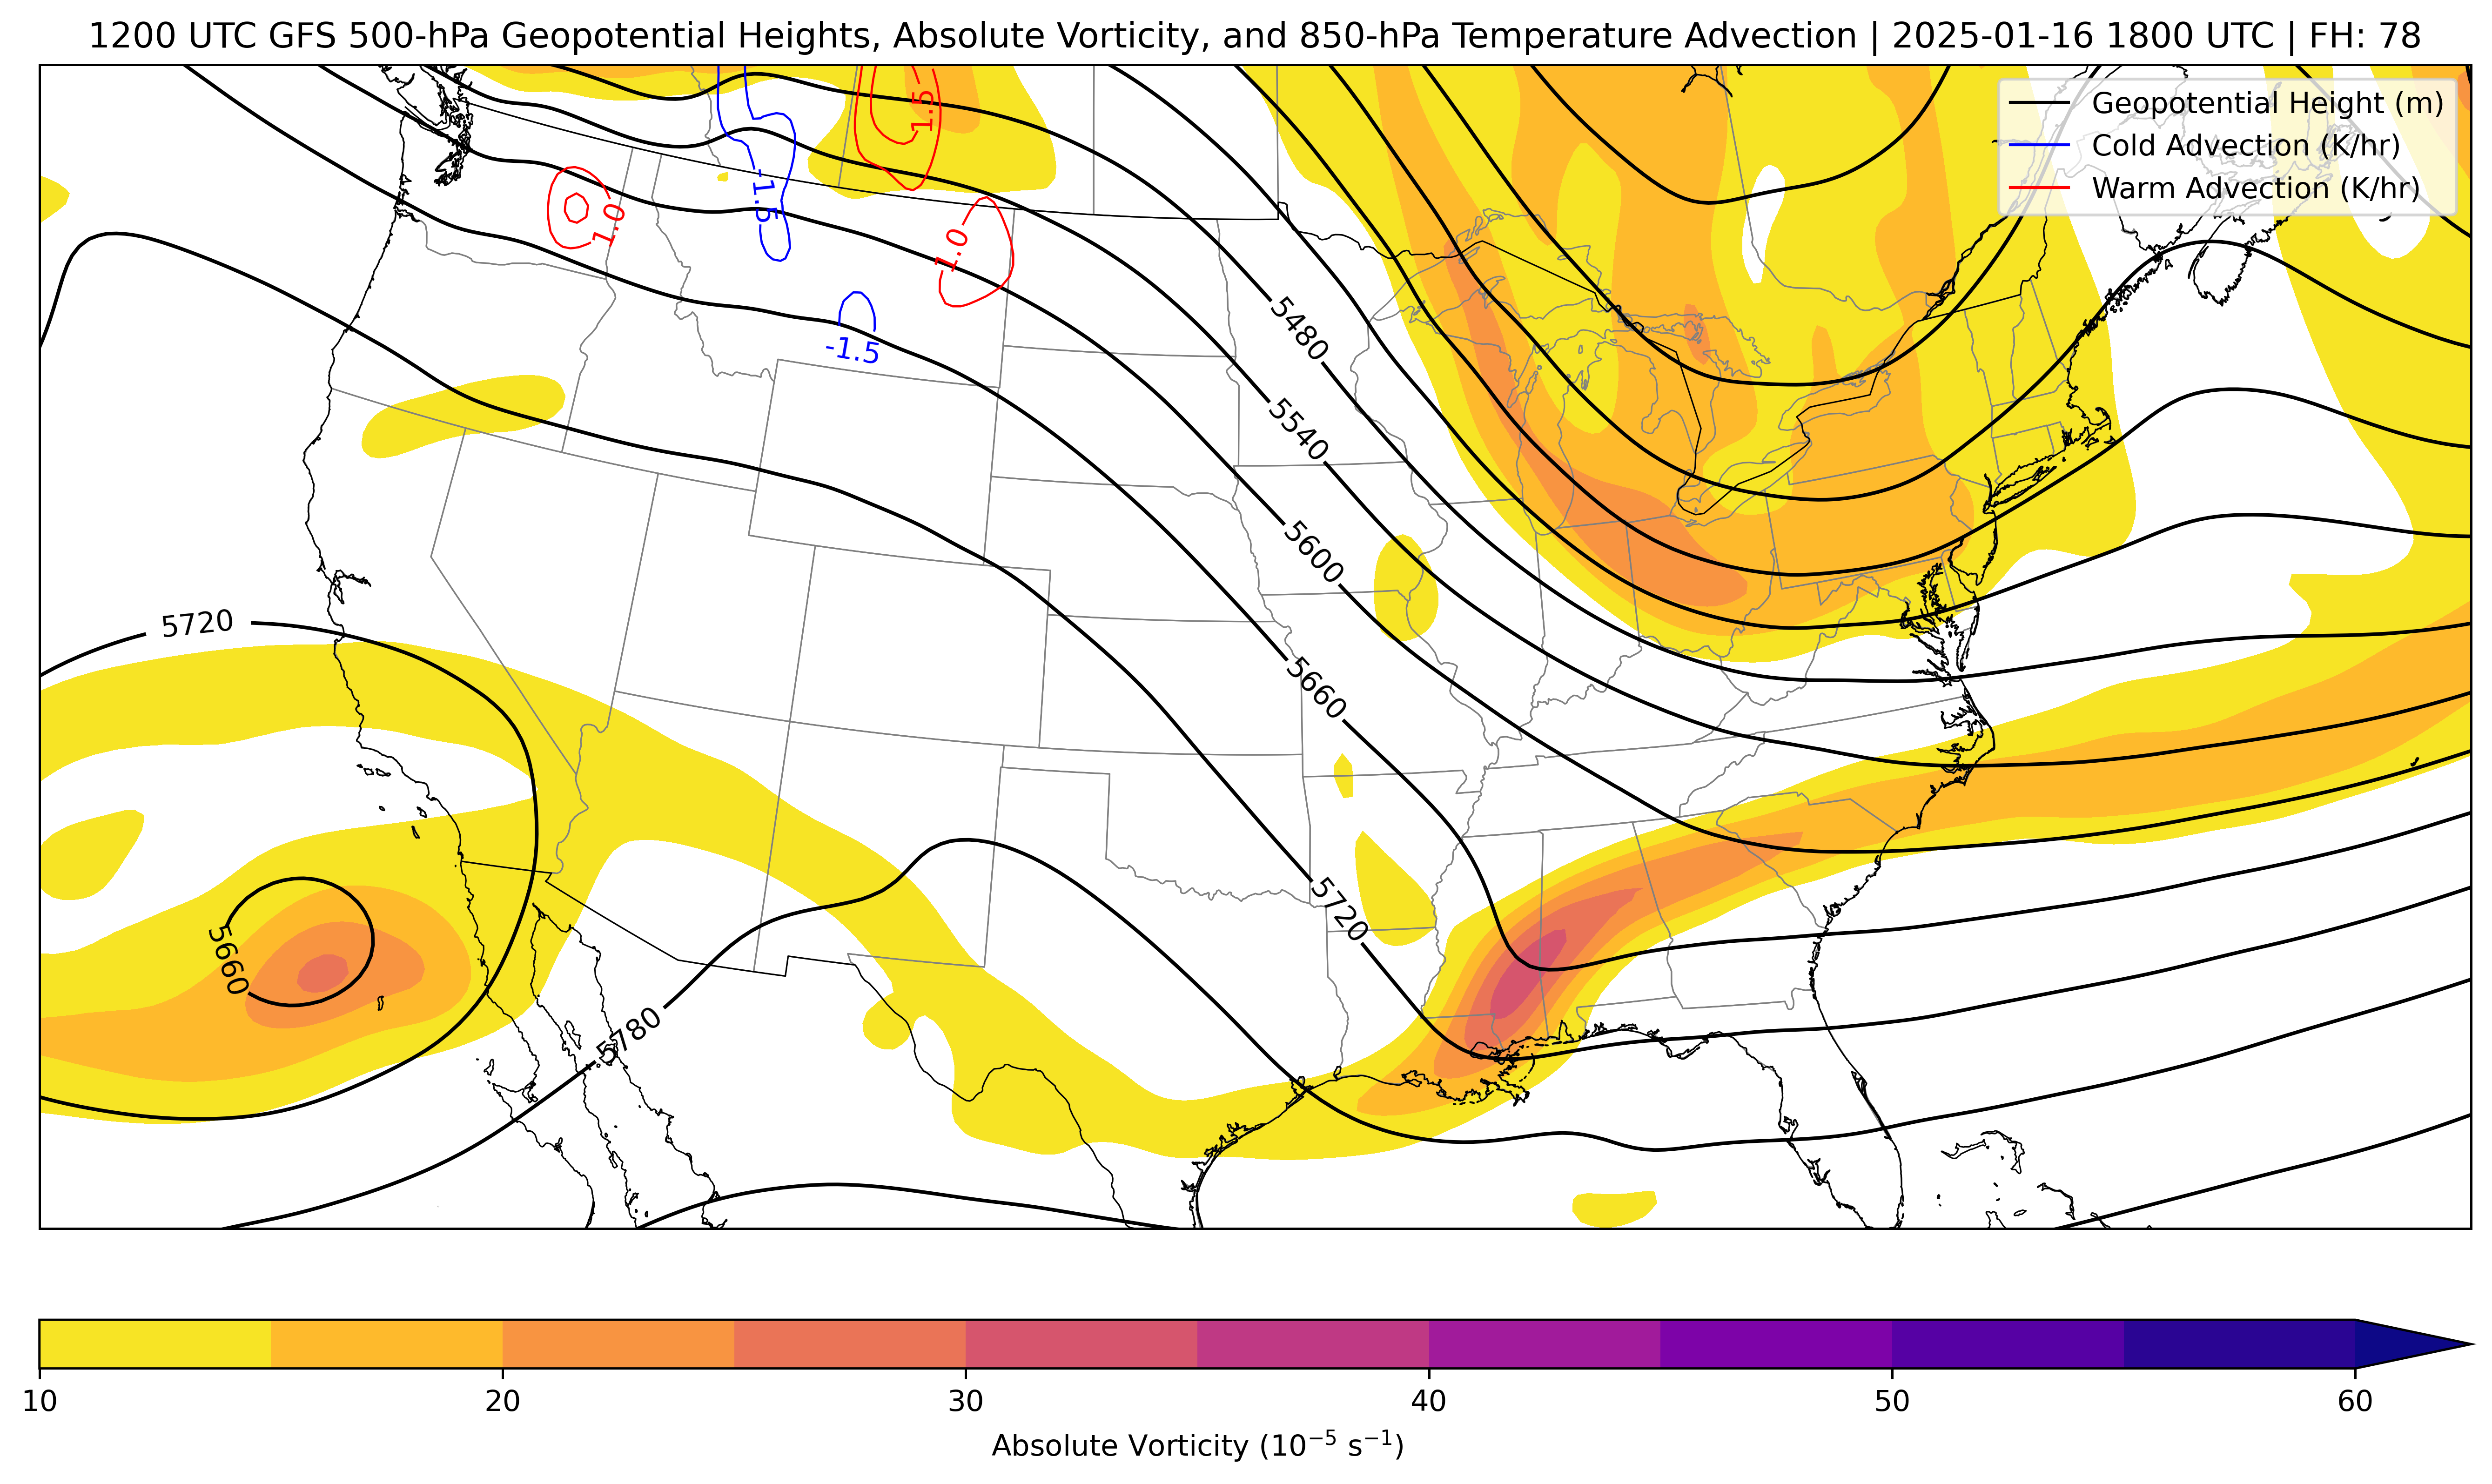 1200 UTC GFS 500-hPa Geopotential Heights, Absolute Vorticity, and 850-hPa Temperature Advection | 2025-01-16 1800 UTC | FH: 78
Geopotential Height (m)
Cold Advection (K/hr)
Warm Advection (K/hr)
1.5
-1.5
1.0
1.0
-1.5
5480
5540
5600
5660
5720
5720
5660
5780
10 20 30 40 50 60
Absolute Vorticity (10⁻⁵ s⁻¹)